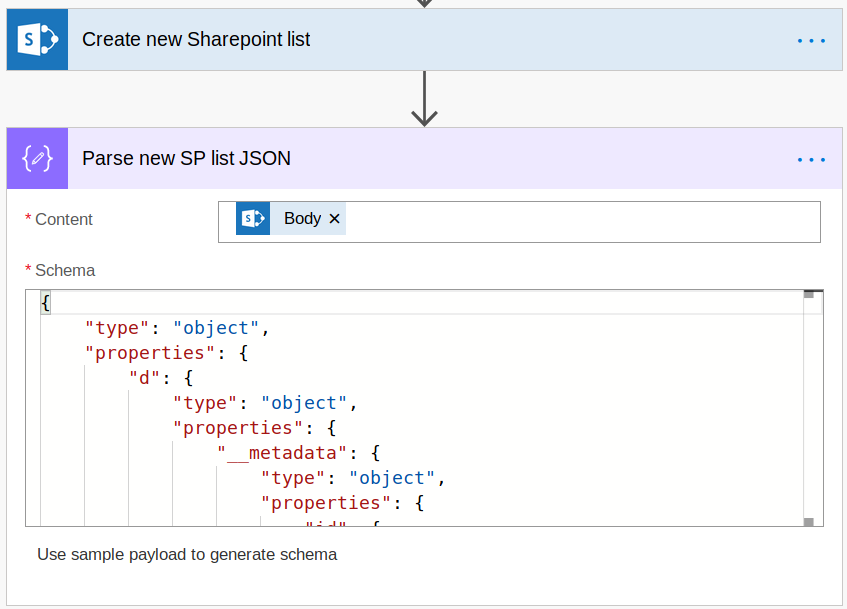 Create new Sharepoint list
Parse new SP list JSON
* Content
Body
* Schema
{
"type": "object",
"properties": {
"d": {
"type": "object",
"properties": {
"__metadata": {
"type": "object",
"properties": {
"id": {
Use sample payload to generate schema